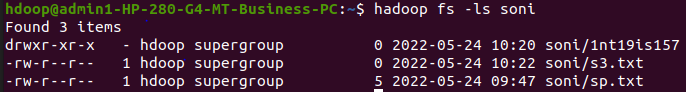 hdoop@admin1-HP-280-G4-MT-Business-PC:~$ hadoop fs -ls soni
Found 3 items
drwxr-xr-x   - hdoop supergroup          0 2022-05-24 10:20 soni/1nt19is157
-rw-r--r--   1 hdoop supergroup          0 2022-05-24 10:22 soni/s3.txt
-rw-r--r--   1 hdoop supergroup          5 2022-05-24 09:47 soni/sp.txt